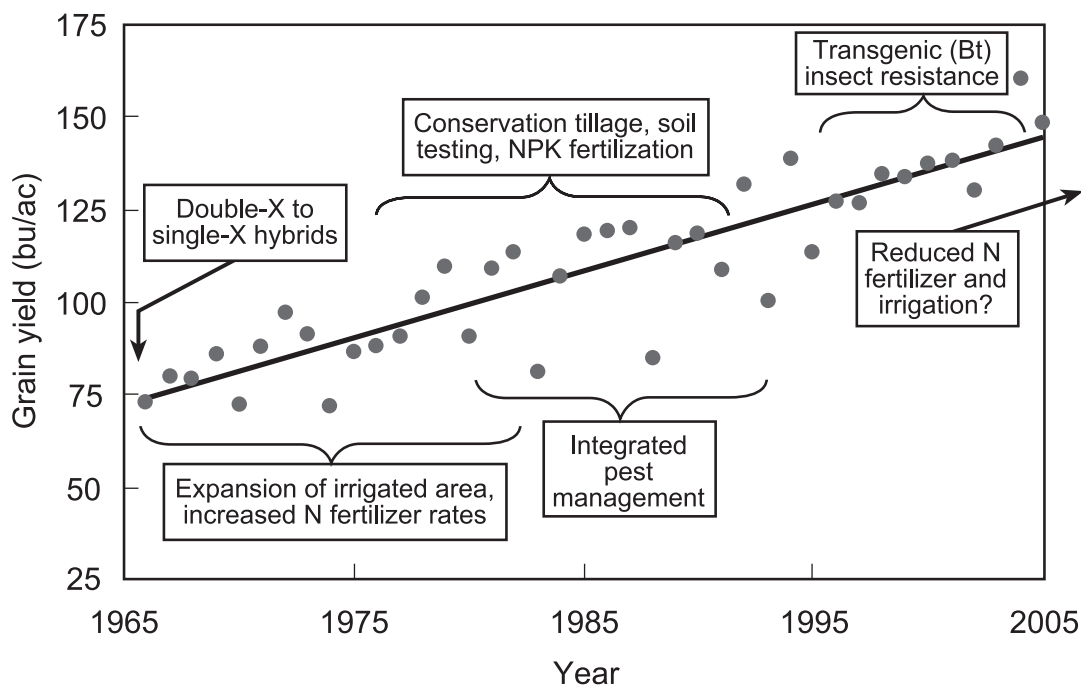 175
150
125
100
75
50
25
Grain yield (bu/ac)
Transgenic (Bt)
insect resistance
Conservation tillage, soil
testing, NPK fertilization
Double-X to
single-X hybrids
Reduced N
fertilizer and
irrigation?
Integrated
pest
management
Expansion of irrigated area,
increased N fertilizer rates
1965
1975
1985
1995
2005
Year